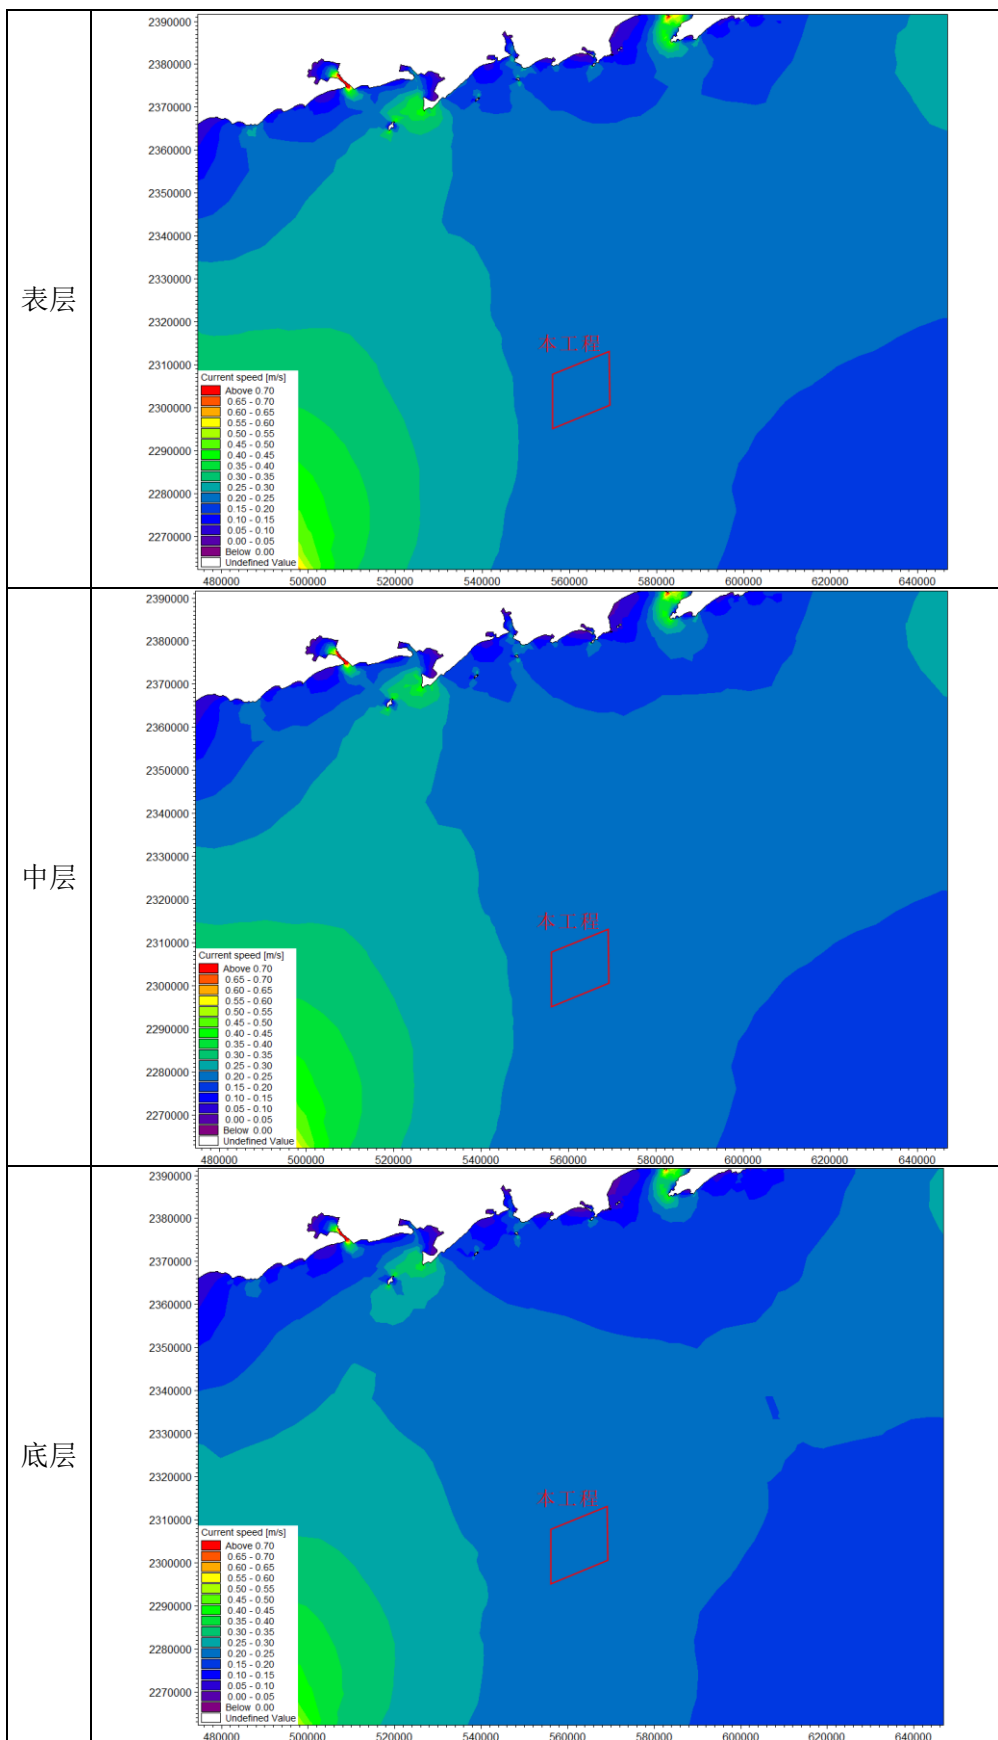 表层
2390000
2380000
2370000
2360000
2350000
2340000
2330000
2320000
2310000
2300000
2290000
2280000
2270000
本工程
Current speed [m/s]
Above 0.70
0.65 - 0.70
0.60 - 0.65
0.55 - 0.60
0.50 - 0.55
0.45 - 0.50
0.40 - 0.45
0.35 - 0.40
0.30 - 0.35
0.25 - 0.30
0.20 - 0.25
0.15 - 0.20
0.10 - 0.15
0.05 - 0.10
0.00 - 0.05
Below 0.00
Undefined Value
480000 500000 520000 540000 560000 580000 600000 620000 640000
中层
2390000
2380000
2370000
2360000
2350000
2340000
2330000
2320000
2310000
2300000
2290000
2280000
2270000
本工程
Current speed [m/s]
Above 0.70
0.65 - 0.70
0.60 - 0.65
0.55 - 0.60
0.50 - 0.55
0.45 - 0.50
0.40 - 0.45
0.35 - 0.40
0.30 - 0.35
0.25 - 0.30
0.20 - 0.25
0.15 - 0.20
0.10 - 0.15
0.05 - 0.10
0.00 - 0.05
Below 0.00
Undefined Value
480000 500000 520000 540000 560000 580000 600000 620000 640000
底层
2390000
2380000
2370000
2360000
2350000
2340000
2330000
2320000
2310000
2300000
2290000
2280000
2270000
本工程
Current speed [m/s]
Above 0.70
0.65 - 0.70
0.60 - 0.65
0.55 - 0.60
0.50 - 0.55
0.45 - 0.50
0.40 - 0.45
0.35 - 0.40
0.30 - 0.35
0.25 - 0.30
0.20 - 0.25
0.15 - 0.20
0.10 - 0.15
0.05 - 0.10
0.00 - 0.05
Below 0.00
Undefined Value
480000 500000 520000 540000 560000 580000 600000 620000 640000